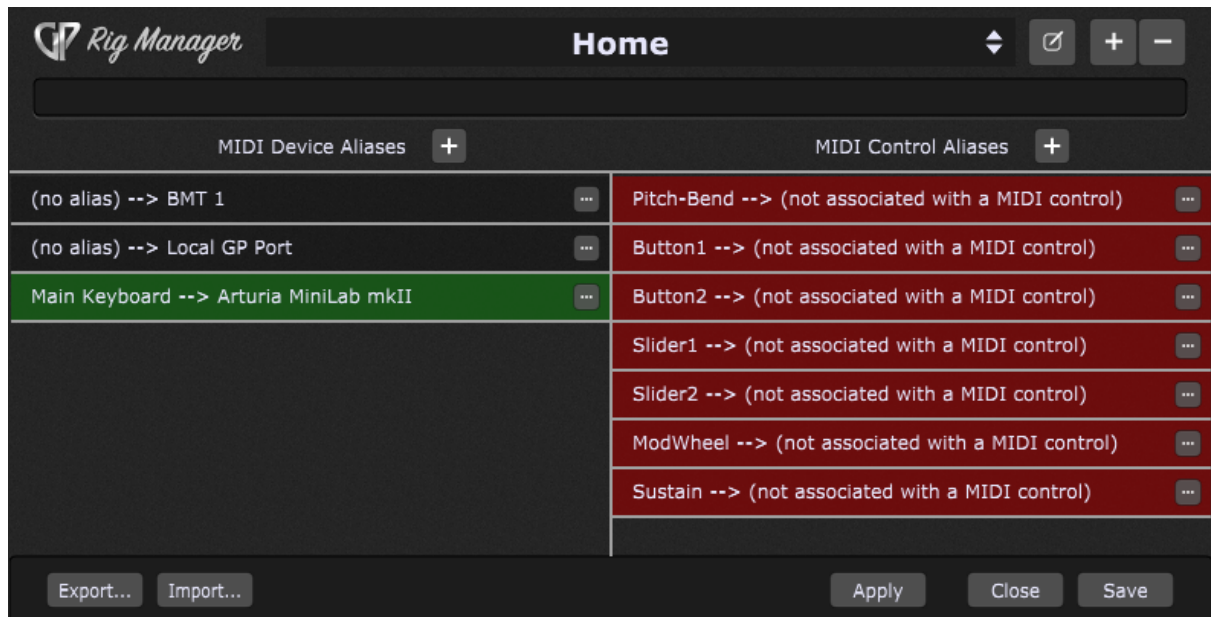 GP Rig Manager
Home
+
−
MIDI Device Aliases +
MIDI Control Aliases +
(no alias) --> BMT 1 ...
(no alias) --> Local GP Port ...
Main Keyboard --> Arturia MiniLab mkII ...
Pitch-Bend --> (not associated with a MIDI control) ...
Button1 --> (not associated with a MIDI control) ...
Button2 --> (not associated with a MIDI control) ...
Slider1 --> (not associated with a MIDI control) ...
Slider2 --> (not associated with a MIDI control) ...
ModWheel --> (not associated with a MIDI control) ...
Sustain --> (not associated with a MIDI control) ...
Export... Import... Apply Close Save